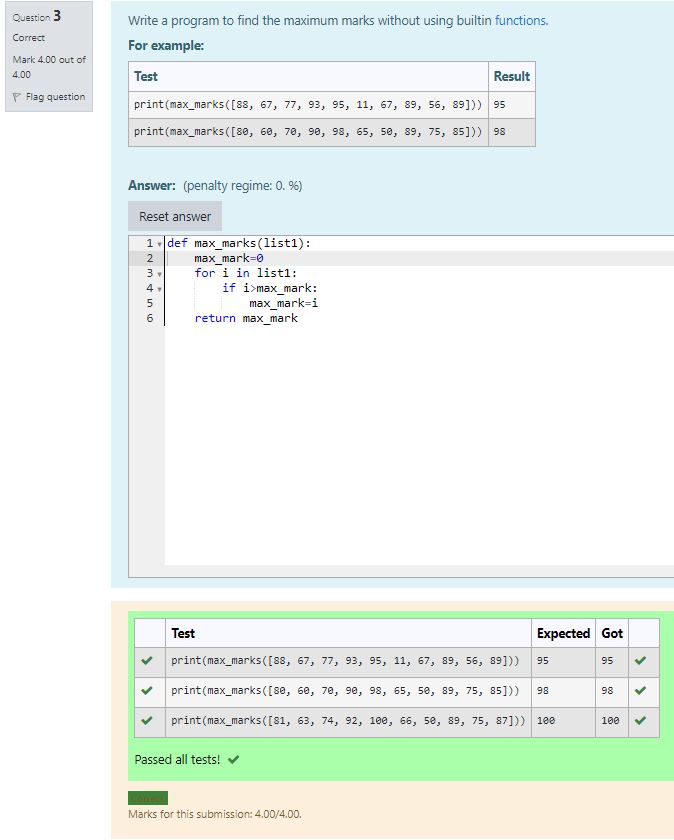 Question 3
Correct
Mark 4.00 out of
4.00
Flag question
Write a program to find the maximum marks without using builtin functions.
For example:
Test Result
print(max_marks([88, 67, 77, 93, 95, 11, 67, 89, 56, 89])) 95
print(max_marks([80, 60, 70, 90, 98, 65, 50, 89, 75, 85])) 98
Answer: (penalty regime: 0. %)
Reset answer
1 def max_marks(list1):
2 max_mark=0
3 for i in list1:
4 if i>max_mark:
5 max_mark=i
6 return max_mark
Test Expected Got
print(max_marks([88, 67, 77, 93, 95, 11, 67, 89, 56, 89])) 95 95
print(max_marks([80, 60, 70, 90, 98, 65, 50, 89, 75, 85])) 98 98
print(max_marks([81, 63, 74, 92, 100, 66, 50, 89, 75, 87])) 100 100
Passed all tests!
Marks for this submission: 4.00/4.00.